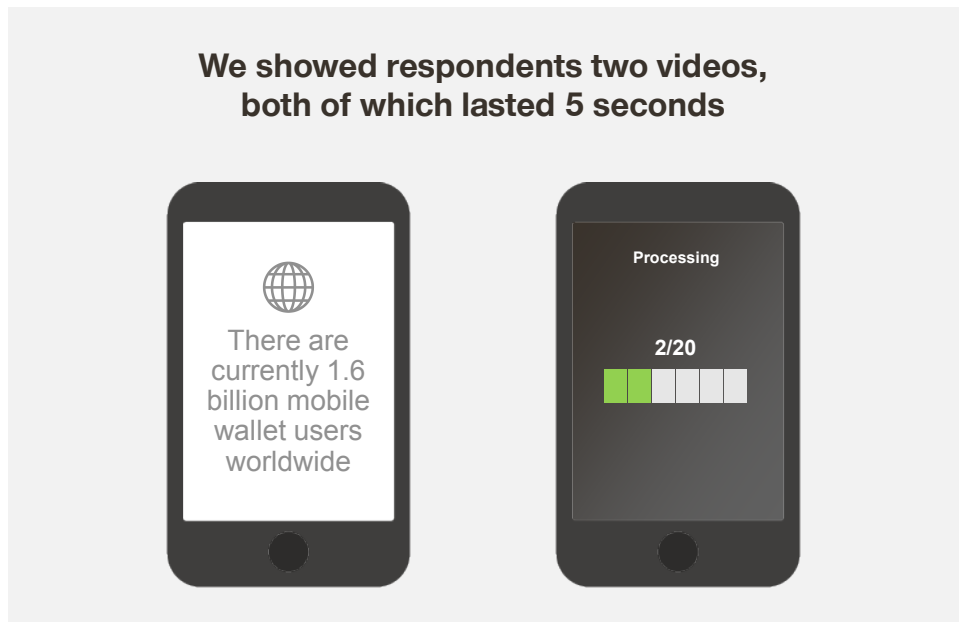 We showed respondents two videos,
both of which lasted 5 seconds
There are
currently 1.6
billion mobile
wallet users
worldwide
Processing
2/20